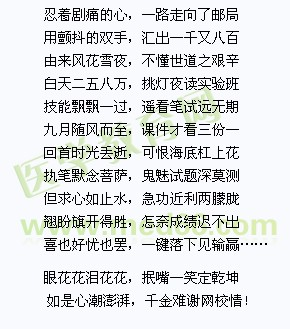 忍着剧痛的心，一路走向了邮局
用颤抖的双手，汇出一千又八百
由来风花雪夜，不懂世道之艰辛
白天二五八万，挑灯夜读实验班
技能飘飘一过，遥看笔试远无期
九月随风而至，课件才看三份一
回首时光丢逝，可恨海底杠上花
执笔默念菩萨，鬼魅试题深莫测
但求心如止水，急功近利两朦胧
翘盼旗开得胜，怎奈成绩迟不出
喜也好忧也罢，一键落下见输赢……
眼花花泪花花，抿嘴一笑定乾坤
如是心潮澎湃，千金难谢网校情！